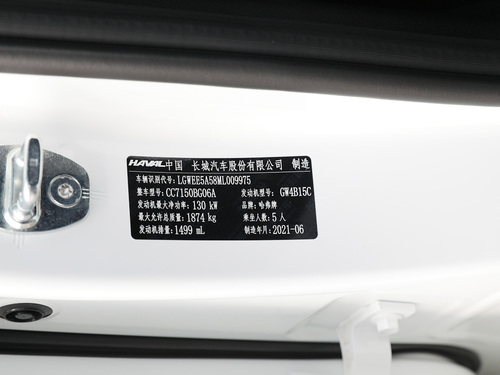 HAVAL 中国 长城汽车股份有限公司 制造
车辆识别代号: LGWEE5A58ML009975
整车型号: CC7150BG06A 发动机型号: GW4B15C
发动机最大净功率: 130 kW 品牌: 哈弗牌
最大允许总质量: 1874 kg 乘坐人数: 5 人
发动机排量: 1499 mL 制造年月: 2021-06